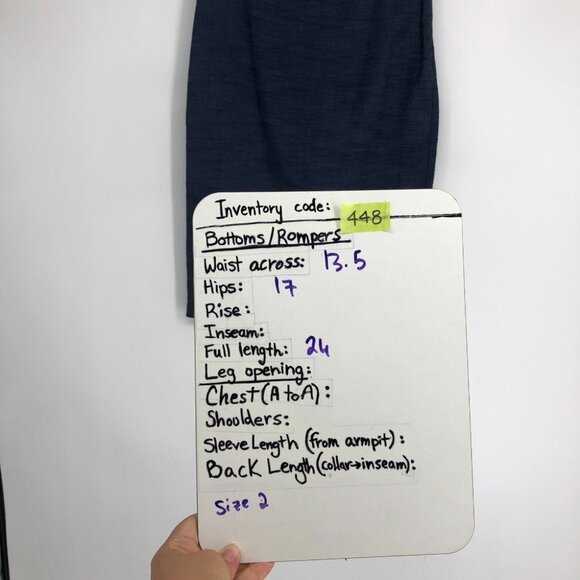 Inventory code: 448
Bottoms/Rompers
Waist across: 13.5
Hips: 17
Rise:
Inseam:
Full length: 24
Leg opening:
Chest (A to A):
Shoulders:
Sleeve Length (from armpit):
Back Length (collar→inseam):
Size 2